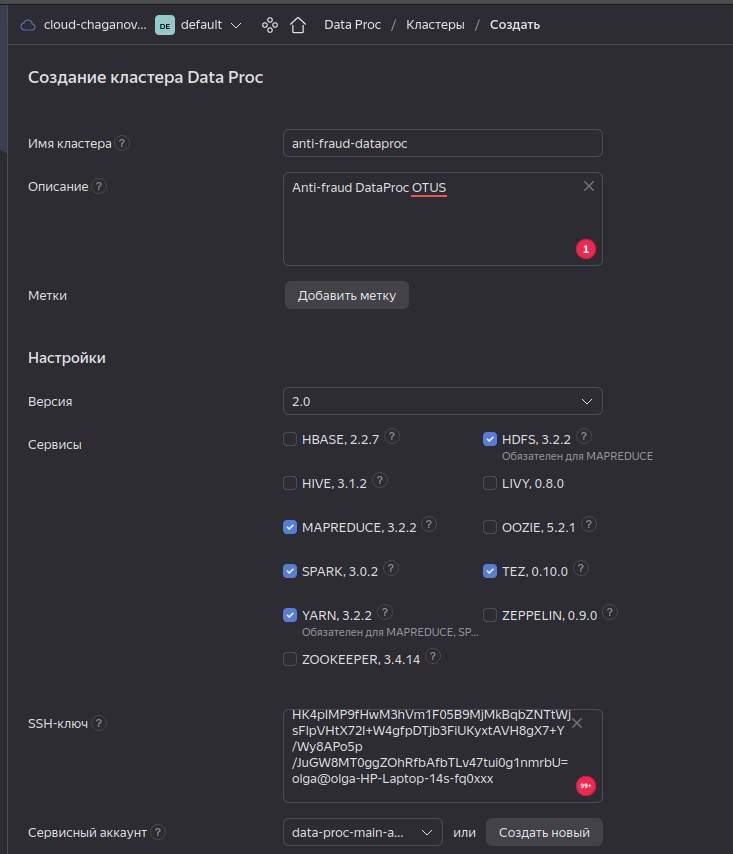 cloud-chaganov... DE default Data Proc / Кластеры / Создать
Создание кластера Data Proc
Имя кластера ? anti-fraud-dataproc
Описание ? Anti-fraud DataProc OTUS
1
Метки Добавить метку
Настройки
Версия 2.0
Сервисы HBASE, 2.2.7 ? HDFS, 3.2.2 ?
Обязателен для MAPREDUCE
HIVE, 3.1.2 ? LIVY, 0.8.0
MAPREDUCE, 3.2.2 ? OOZIE, 5.2.1 ?
SPARK, 3.0.2 ? TEZ, 0.10.0 ?
YARN, 3.2.2 ? ZEPPELIN, 0.9.0 ?
Обязателен для MAPREDUCE, SP...
ZOOKEEPER, 3.4.14 ?
HK4plMP9fHwM3hVm1F05B9MjMkBqbZNTtWj
SSH-ключ ? sFlpVHtX72l+W4gfpDTjb3FiUKyxtAVH8gX7+Y
/Wy8APo5p
/JuGW8MT0ggZOhRfbAfbTLv47tui0g1nmrbU=
olga@olga-HP-Laptop-14s-fq0xxx
99+
Сервисный аккаунт ? data-proc-main-a... или Создать новый